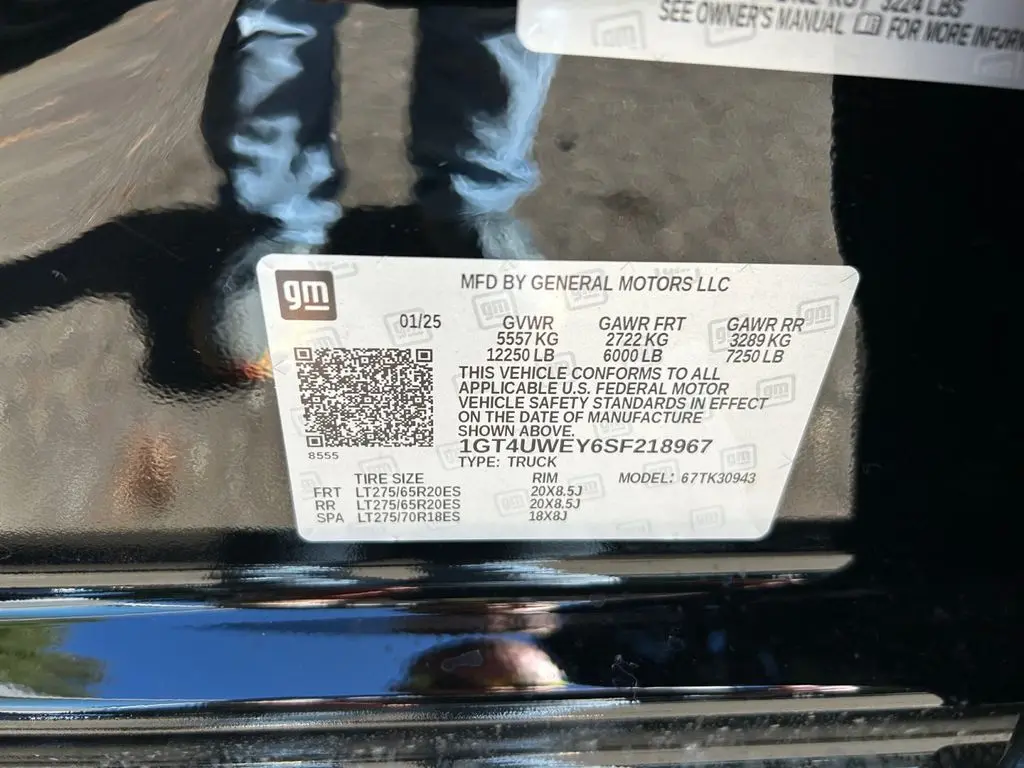 3224 LBS
SEE OWNER'S MANUAL FOR MORE
gm
MFD BY GENERAL MOTORS LLC
01/25 GVWR GAWR FRT GAWR RR
5557 KG 2722 KG 3289 KG
12250 LB 6000 LB 7250 LB
THIS VEHICLE CONFORMS TO ALL
APPLICABLE U.S. FEDERAL MOTOR
VEHICLE SAFETY STANDARDS IN EFFECT
ON THE DATE OF MANUFACTURE
SHOWN ABOVE.
8555
1GT4UWEY6SF218967
TYPE: TRUCK
TIRE SIZE RIM MODEL: 67TK30943
FRT LT275/65R20ES 20X8.5J
RR LT275/65R20ES 20X8.5J
SPA LT275/70R18ES 18X8J